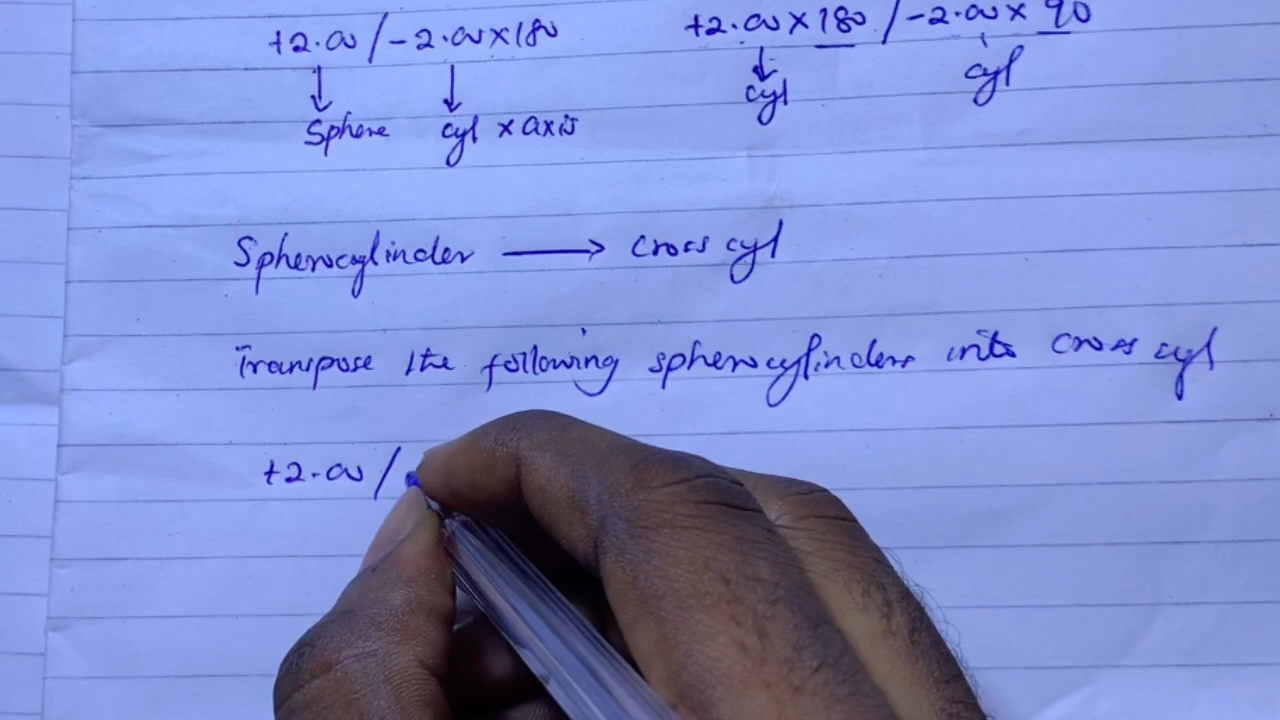 +2.00 / -2.00 x 180 +2.00 x 180 / -2.00 x 90
Sphere cyl x axis cyl cyl
Spherocylinder → cross cyl
Transpose the following spherocylinders into cross cyl
+2.00 /